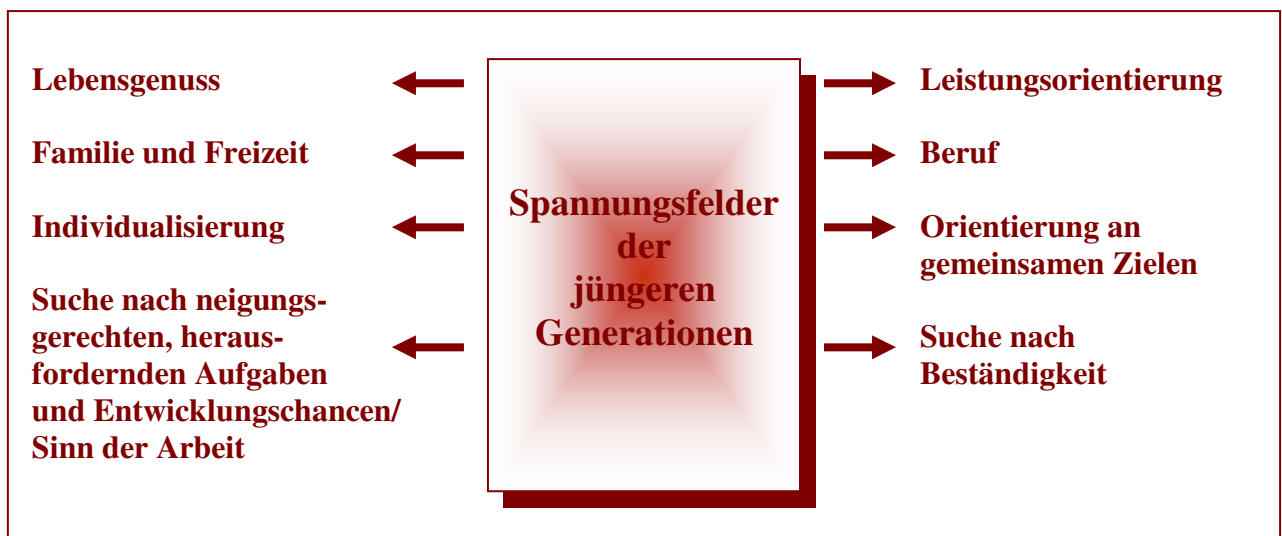 Lebensgenuss
Familie und Freizeit
Individualisierung
Suche nach neigungs-
gerechten, heraus-
fordernden Aufgaben
und Entwicklungschancen/
Sinn der Arbeit
Spannungsfelder
der
jüngeren
Generationen
Leistungsorientierung
Beruf
Orientierung an
gemeinsamen Zielen
Suche nach
Beständigkeit